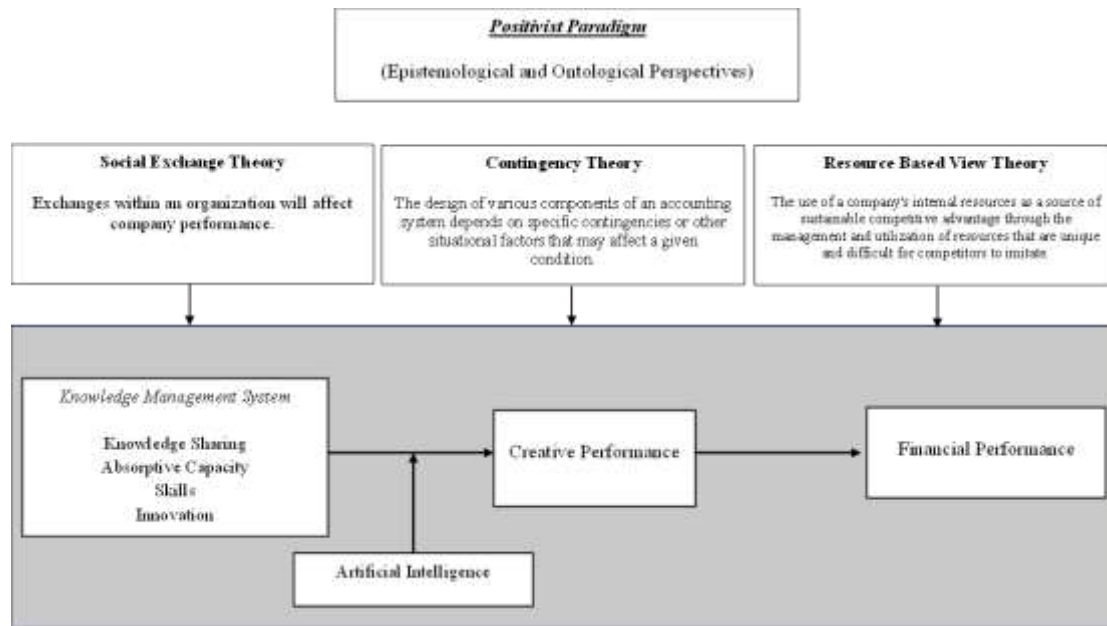 Positivist Paradigm
(Epistemological and Ontological Perspectives)
Social Exchange Theory
Exchanges within an organization will affect
company performance.
Contingency Theory
The design of various components of an accounting
system depends on specific contingencies or other
situational factors that may affect a given
condition.
Resource Based View Theory
The use of a company's internal resources as a source of
sustainable competitive advantage through the
management and utilization of resources that are unique
and difficult for competitors to imitate.
Knowledge Management System
Knowledge Sharing
Absorptive Capacity
Skills
Innovation
Creative Performance
Financial Performance
Artificial Intelligence